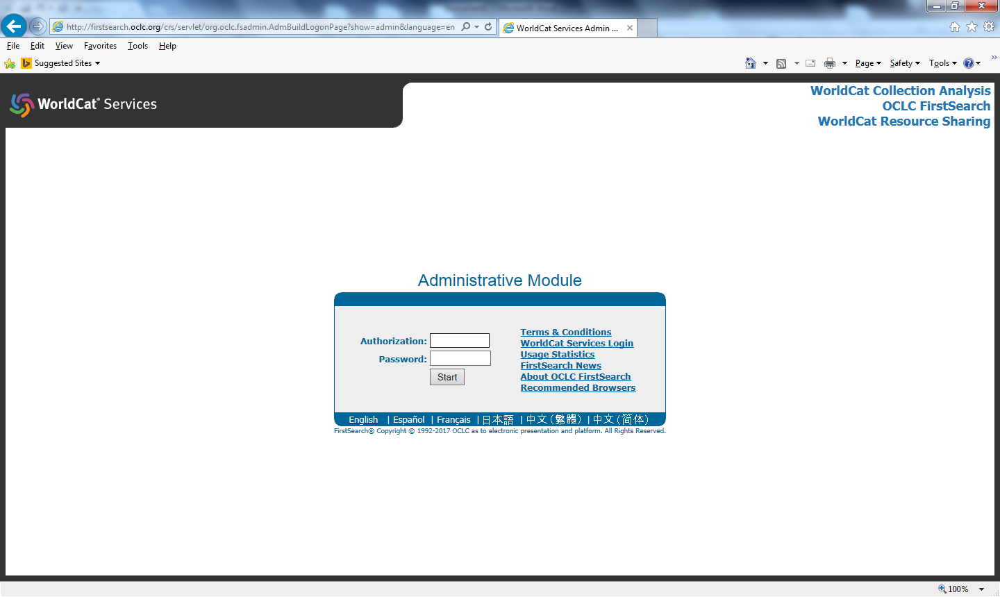 http://firstsearch.oclc.org/crs/servlet/org.oclc.fsadmin.AdmBuildLogonPage?show=admin&language=en
WorldCat Services Admin ...
File Edit View Favorites Tools Help
Suggested Sites
Page Safety Tools
WorldCat® Services
WorldCat Collection Analysis
OCLC FirstSearch
WorldCat Resource Sharing
Administrative Module
Authorization:
Password:
Start
Terms & Conditions
WorldCat Services Login
Usage Statistics
FirstSearch News
About OCLC FirstSearch
Recommended Browsers
English | Español | Français | 日本語 | 中文(繁體) | 中文(简体)
FirstSearch® Copyright © 1992-2017 OCLC as to electronic presentation and platform. All Rights Reserved.
100%